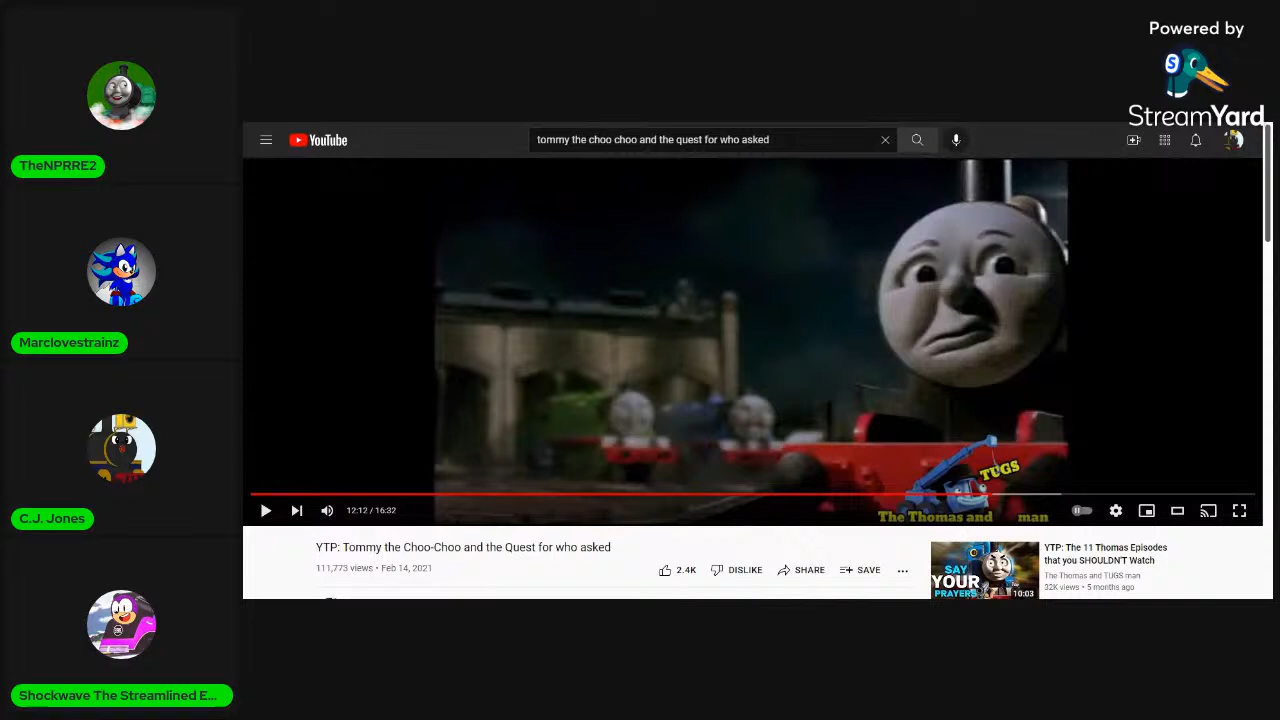 Powered by
StreamYard
TheNPRRE2
Marclovestrainz
C.J. Jones
Shockwave The Streamlined E...
YouTube
tommy the choo choo and the quest for who asked
TUGS
The Thomas and man
12:12 / 16:32
YTP: Tommy the Choo-Choo and the Quest for who asked
111,773 views • Feb 14, 2021
2.4K DISLIKE SHARE SAVE ...
SAY
YOUR
PRAYERS
10:03
YTP: The 11 Thomas Episodes
that you SHOULDN'T Watch
The Thomas and TUGS man
32K views • 5 months ago